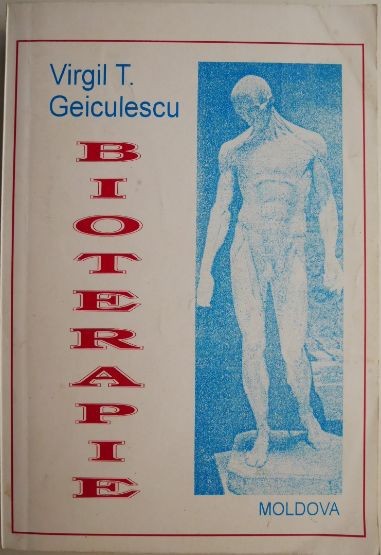 Virgil T.
Geiculescu
BIOTERAPIE
MOLDOVA